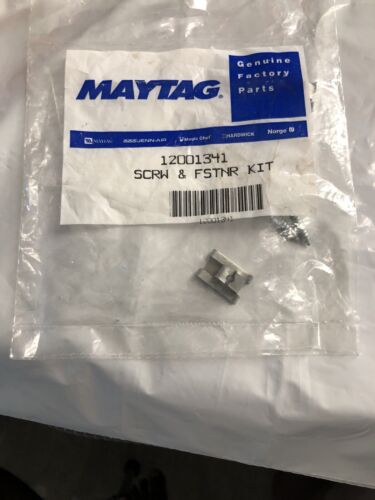 MAYTAG®
Genuine
Factory
Parts
MAYTAG JENN-AIR Magic Chef HARDWICK Norge
12001341
SCRW & FSTNR KIT
12001341